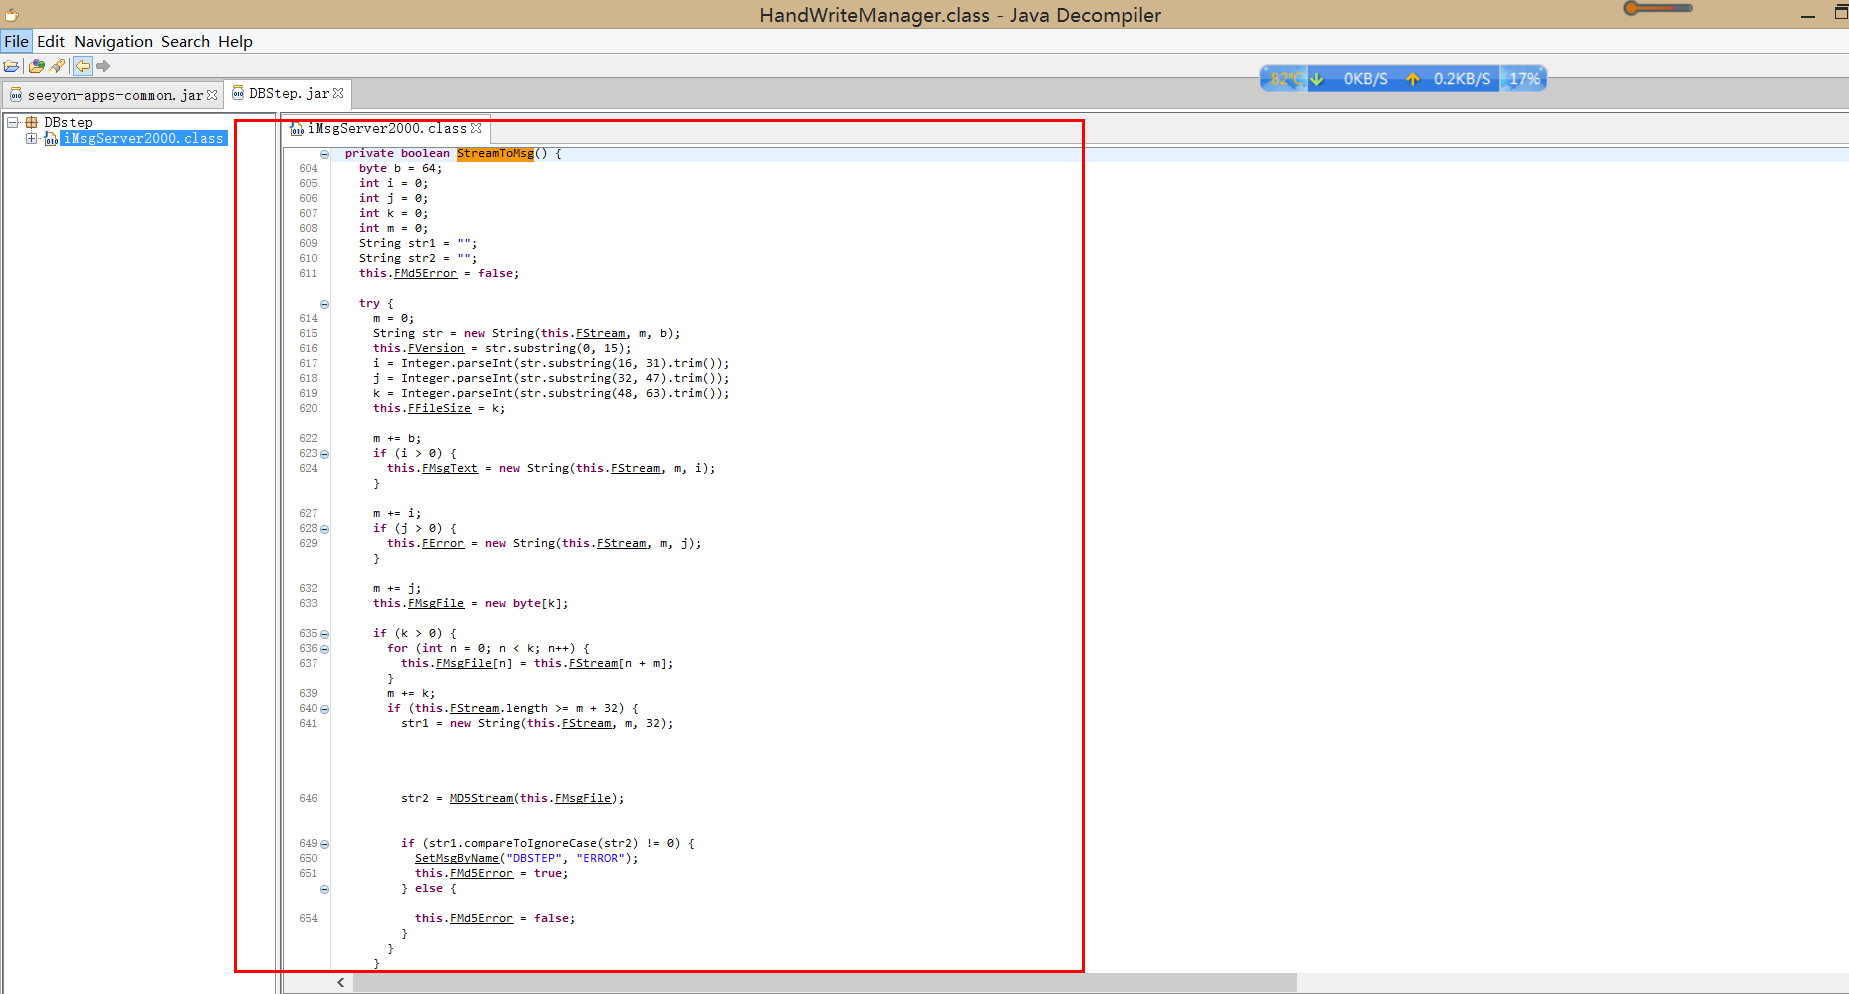 HandWriteManager.class - Java Decompiler
File Edit Navigation Search Help
82℃ 0KB/S 0.2KB/S 17%
seeyon-apps-common.jar DBStep.jar
DBstep
iMsgServer2000.class
iMsgServer2000.class
private boolean StreamToMsg() {
604 byte b = 64;
605 int i = 0;
606 int j = 0;
607 int k = 0;
608 int m = 0;
609 String str1 = "";
610 String str2 = "";
611 this.FMd5Error = false;
try {
614 m = 0;
615 String str = new String(this.FStream, m, b);
616 this.FVersion = str.substring(0, 15);
617 i = Integer.parseInt(str.substring(16, 31).trim());
618 j = Integer.parseInt(str.substring(32, 47).trim());
619 k = Integer.parseInt(str.substring(48, 63).trim());
620 this.FFileSize = k;
622 m += b;
623 if (i > 0) {
624 this.FMsgText = new String(this.FStream, m, i);
}
627 m += i;
628 if (j > 0) {
629 this.FError = new String(this.FStream, m, j);
}
632 m += j;
633 this.FMsgFile = new byte[k];
635 if (k > 0) {
636 for (int n = 0; n < k; n++) {
637 this.FMsgFile[n] = this.FStream[n + m];
}
639 m += k;
640 if (this.FStream.length >= m + 32) {
641 str1 = new String(this.FStream, m, 32);
646 str2 = MD5Stream(this.FMsgFile);
649 if (str1.compareToIgnoreCase(str2) != 0) {
650 SetMsgByName("DBSTEP", "ERROR");
651 this.FMd5Error = true;
} else {
654 this.FMd5Error = false;
}
}
}